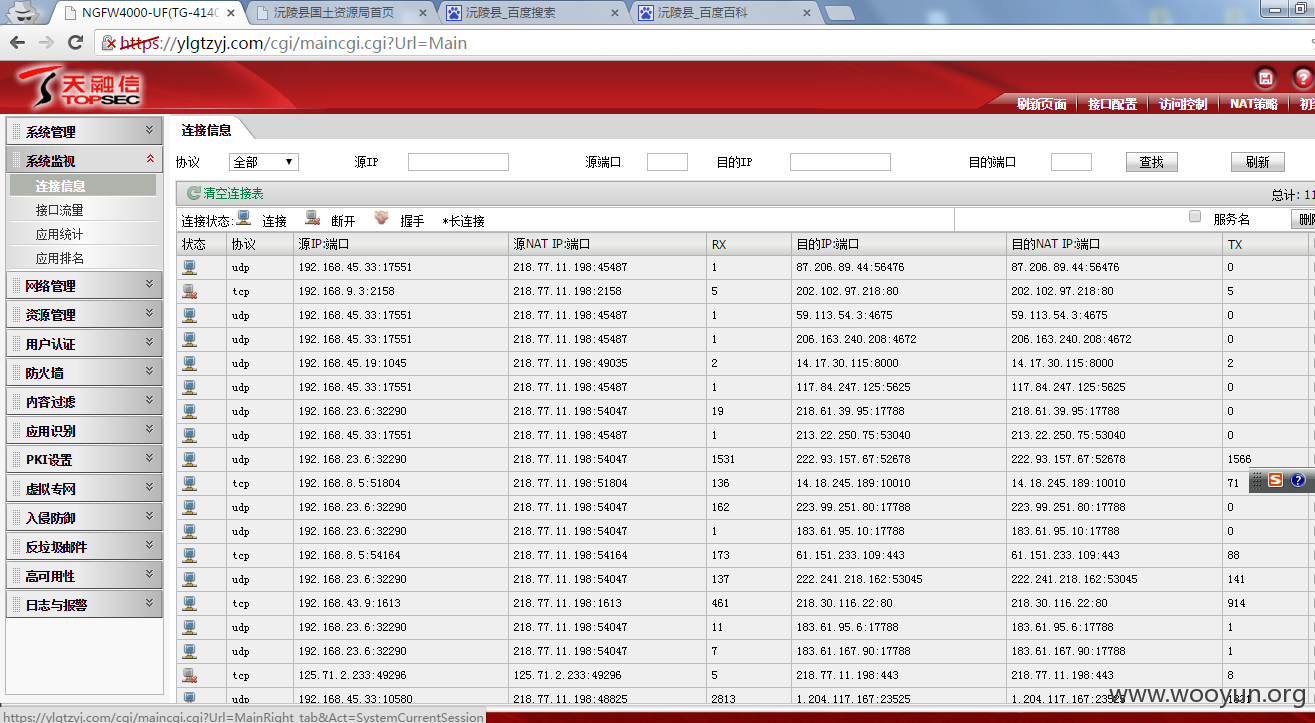 NGFW4000-UF(TG-414 沅陵县国土资源局首页 沅陵县_百度搜索 沅陵县_百度百科
https://ylgtzyj.com/cgi/maincgi.cgi?Url=Main
天融信
TOPSEC
刷新页面 接口配置 访问控制 NAT策略
系统管理
系统监视
连接信息
接口流量
应用统计
应用排名
网络管理
资源管理
用户认证
防火墙
内容过滤
应用识别
PKI设置
虚拟专网
入侵防御
反垃圾邮件
高可用性
日志与报警
连接信息
协议 全部 源IP 源端口 目的IP 目的端口 查找 刷新
清空连接表 总计: 11
连接状态: 连接 断开 握手 *长连接 服务名
状态 协议 源IP:端口 源NAT IP:端口 RX 目的IP:端口 目的NAT IP:端口 TX
udp 192.168.45.33:17551 218.77.11.198:45487 1 87.206.89.44:56476 87.206.89.44:56476 0
tcp 192.168.9.3:2158 218.77.11.198:2158 5 202.102.97.218:80 202.102.97.218:80 5
udp 192.168.45.33:17551 218.77.11.198:45487 1 59.113.54.3:4675 59.113.54.3:4675 0
udp 192.168.45.33:17551 218.77.11.198:45487 1 206.163.240.208:4672 206.163.240.208:4672 0
udp 192.168.45.19:1045 218.77.11.198:49035 2 14.17.30.115:8000 14.17.30.115:8000 2
udp 192.168.45.33:17551 218.77.11.198:45487 1 117.84.247.125:5625 117.84.247.125:5625 0
udp 192.168.23.6:32290 218.77.11.198:54047 19 218.61.39.95:17788 218.61.39.95:17788 0
udp 192.168.45.33:17551 218.77.11.198:45487 1 213.22.250.75:53040 213.22.250.75:53040 0
udp 192.168.23.6:32290 218.77.11.198:54047 1531 222.93.157.67:52678 222.93.157.67:52678 1566
tcp 192.168.8.5:51804 218.77.11.198:51804 136 14.18.245.189:10010 14.18.245.189:10010 71
udp 192.168.23.6:32290 218.77.11.198:54047 162 223.99.251.80:17788 223.99.251.80:17788 0
udp 192.168.23.6:32290 218.77.11.198:54047 1 183.61.95.10:17788 183.61.95.10:17788 0
tcp 192.168.8.5:54164 218.77.11.198:54164 173 61.151.233.109:443 61.151.233.109:443 88
udp 192.168.23.6:32290 218.77.11.198:54047 137 222.241.218.162:53045 222.241.218.162:53045 141
tcp 192.168.43.9:1613 218.77.11.198:1613 461 218.30.116.22:80 218.30.116.22:80 914
udp 192.168.23.6:32290 218.77.11.198:54047 11 183.61.95.6:17788 183.61.95.6:17788 1
udp 192.168.23.6:32290 218.77.11.198:54047 7 183.61.167.90:17788 183.61.167.90:17788 1
tcp 125.71.2.233:49296 125.71.2.233:49296 5 218.77.11.198:443 218.77.11.198:443 8
udp 192.168.45.33:10580 218.77.11.198:48825 2813 1.204.117.167:23525 1.204.117.167:23525
www.wooyun.org
https://ylgtzyj.com/cgi/maincgi.cgi?Url=MainRight_tab&Act=SystemCurrentSession